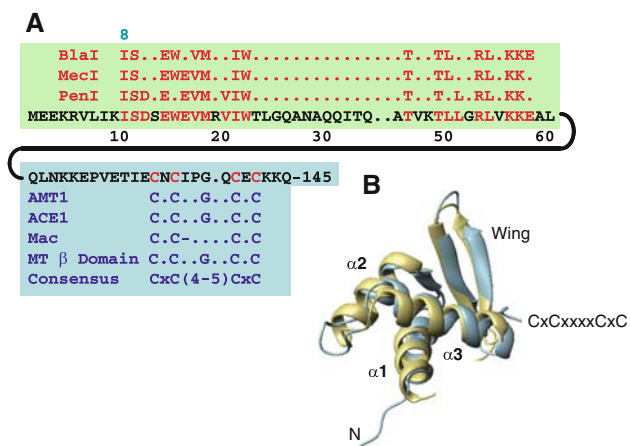 A
8
BlaI IS..EW.VM..IW...............T..TL..RL.KKE
MecI IS..EWEVM..IW...............T..TL..RL.KK.
PenI ISD.E.EVM.VIW...............T..T.L.RL.KK.
MEEKRVLIKISDSEWEVMRVIWTLGQANAQQITQ..ATVKTLLGRLVKKEAL
10 20 30 50 60
QLNKKEPVETIECNCIPG.QCECKKQ-145
AMT1 C.C..G..C.C
ACE1 C.C..G..C.C
Mac C.C-....C.C
MT β Domain C.C..G..C.C
Consensus CxC(4-5)CxC
B
Wing
α2
CxCxxxxCxC
α3
α1
N